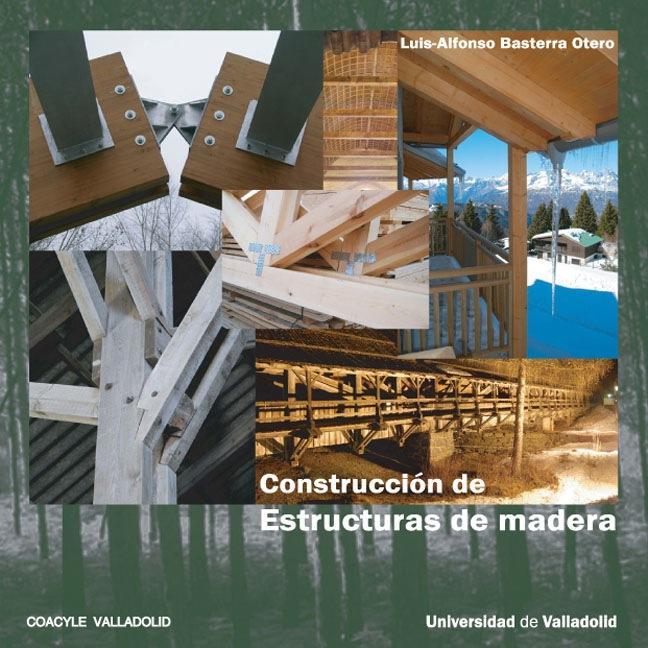 Luis-Alfonso Basterra Otero
Construcción de
Estructuras de madera
COACYLE VALLADOLID
Universidad de Valladolid